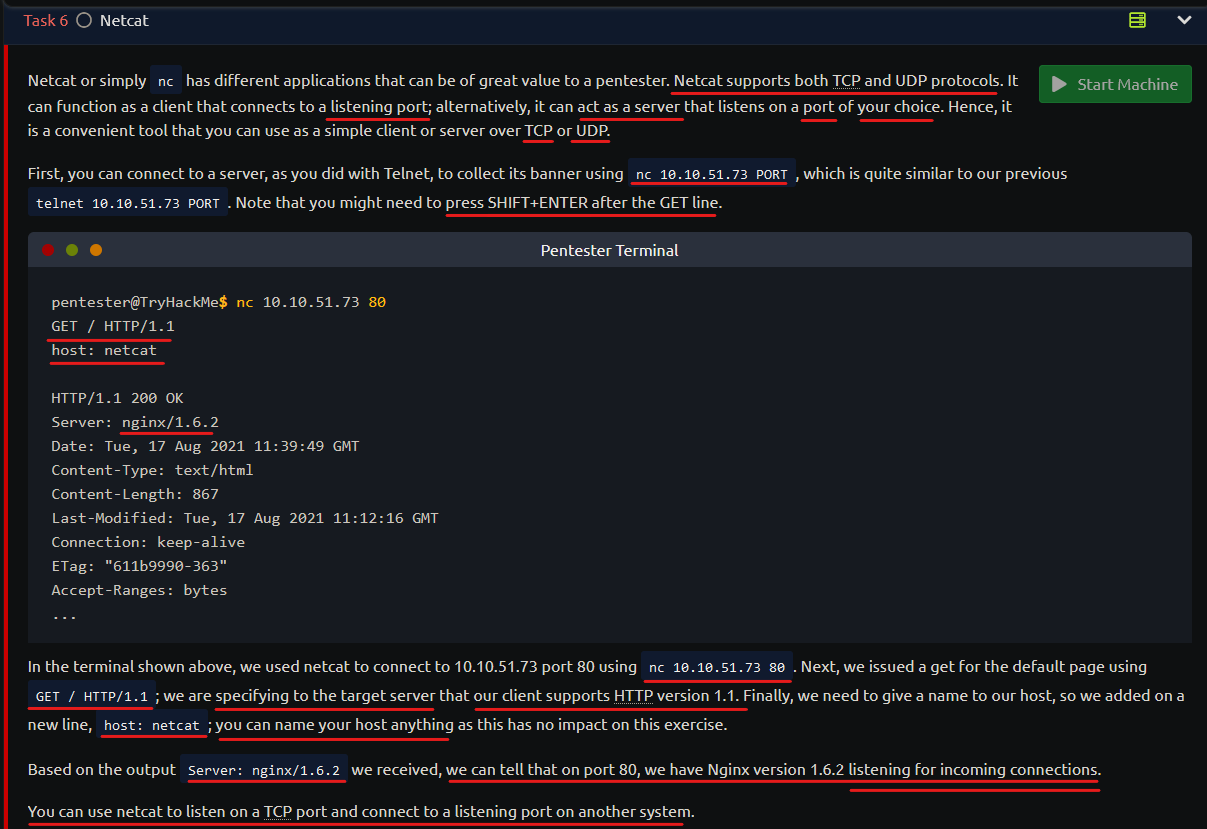 Task 6 Netcat
Netcat or simply nc has different applications that can be of great value to a pentester. Netcat supports both TCP and UDP protocols. It
Start Machine
can function as a client that connects to a listening port; alternatively, it can act as a server that listens on a port of your choice. Hence, it
is a convenient tool that you can use as a simple client or server over TCP or UDP.
First, you can connect to a server, as you did with Telnet, to collect its banner using nc 10.10.51.73 PORT , which is quite similar to our previous
telnet 10.10.51.73 PORT . Note that you might need to press SHIFT+ENTER after the GET line.
Pentester Terminal
pentester@TryHackMe$ nc 10.10.51.73 80
GET / HTTP/1.1
host: netcat
HTTP/1.1 200 OK
Server: nginx/1.6.2
Date: Tue, 17 Aug 2021 11:39:49 GMT
Content-Type: text/html
Content-Length: 867
Last-Modified: Tue, 17 Aug 2021 11:12:16 GMT
Connection: keep-alive
ETag: "611b9990-363"
Accept-Ranges: bytes
...
In the terminal shown above, we used netcat to connect to 10.10.51.73 port 80 using nc 10.10.51.73 80 . Next, we issued a get for the default page using
GET / HTTP/1.1 ; we are specifying to the target server that our client supports HTTP version 1.1. Finally, we need to give a name to our host, so we added on a
new line, host: netcat ; you can name your host anything as this has no impact on this exercise.
Based on the output Server: nginx/1.6.2 we received, we can tell that on port 80, we have Nginx version 1.6.2 listening for incoming connections.
You can use netcat to listen on a TCP port and connect to a listening port on another system.